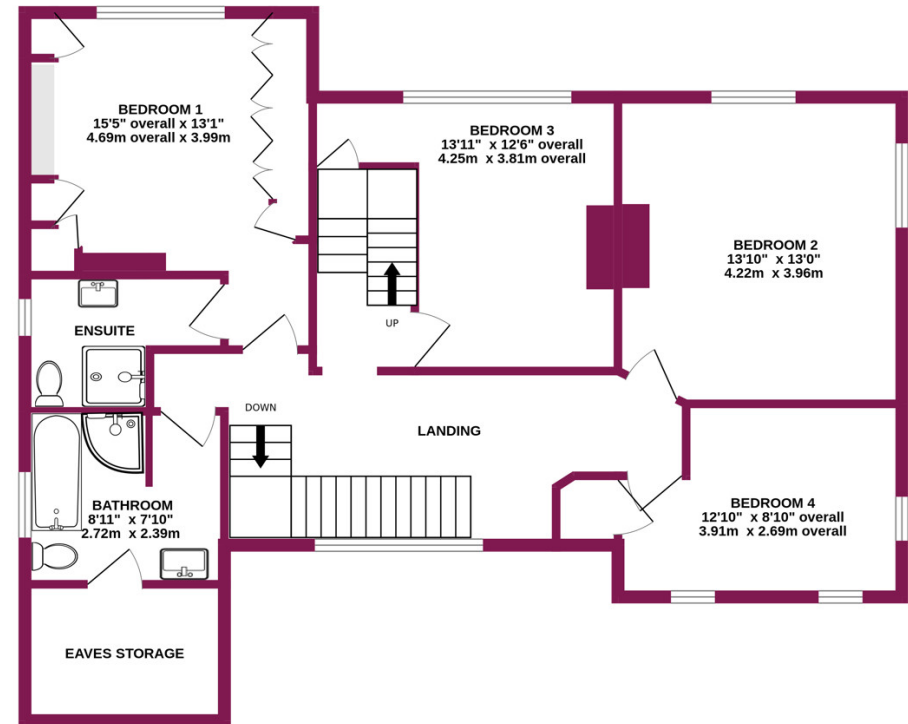 BEDROOM 1
15'5" overall x 13'1"
4.69m overall x 3.99m
BEDROOM 3
13'11" x 12'6" overall
4.25m x 3.81m overall
BEDROOM 2
13'10" x 13'0"
4.22m x 3.96m
ENSUITE
UP
DOWN
LANDING
BATHROOM
8'11" x 7'10"
2.72m x 2.39m
BEDROOM 4
12'10" x 8'10" overall
3.91m x 2.69m overall
EAVES STORAGE